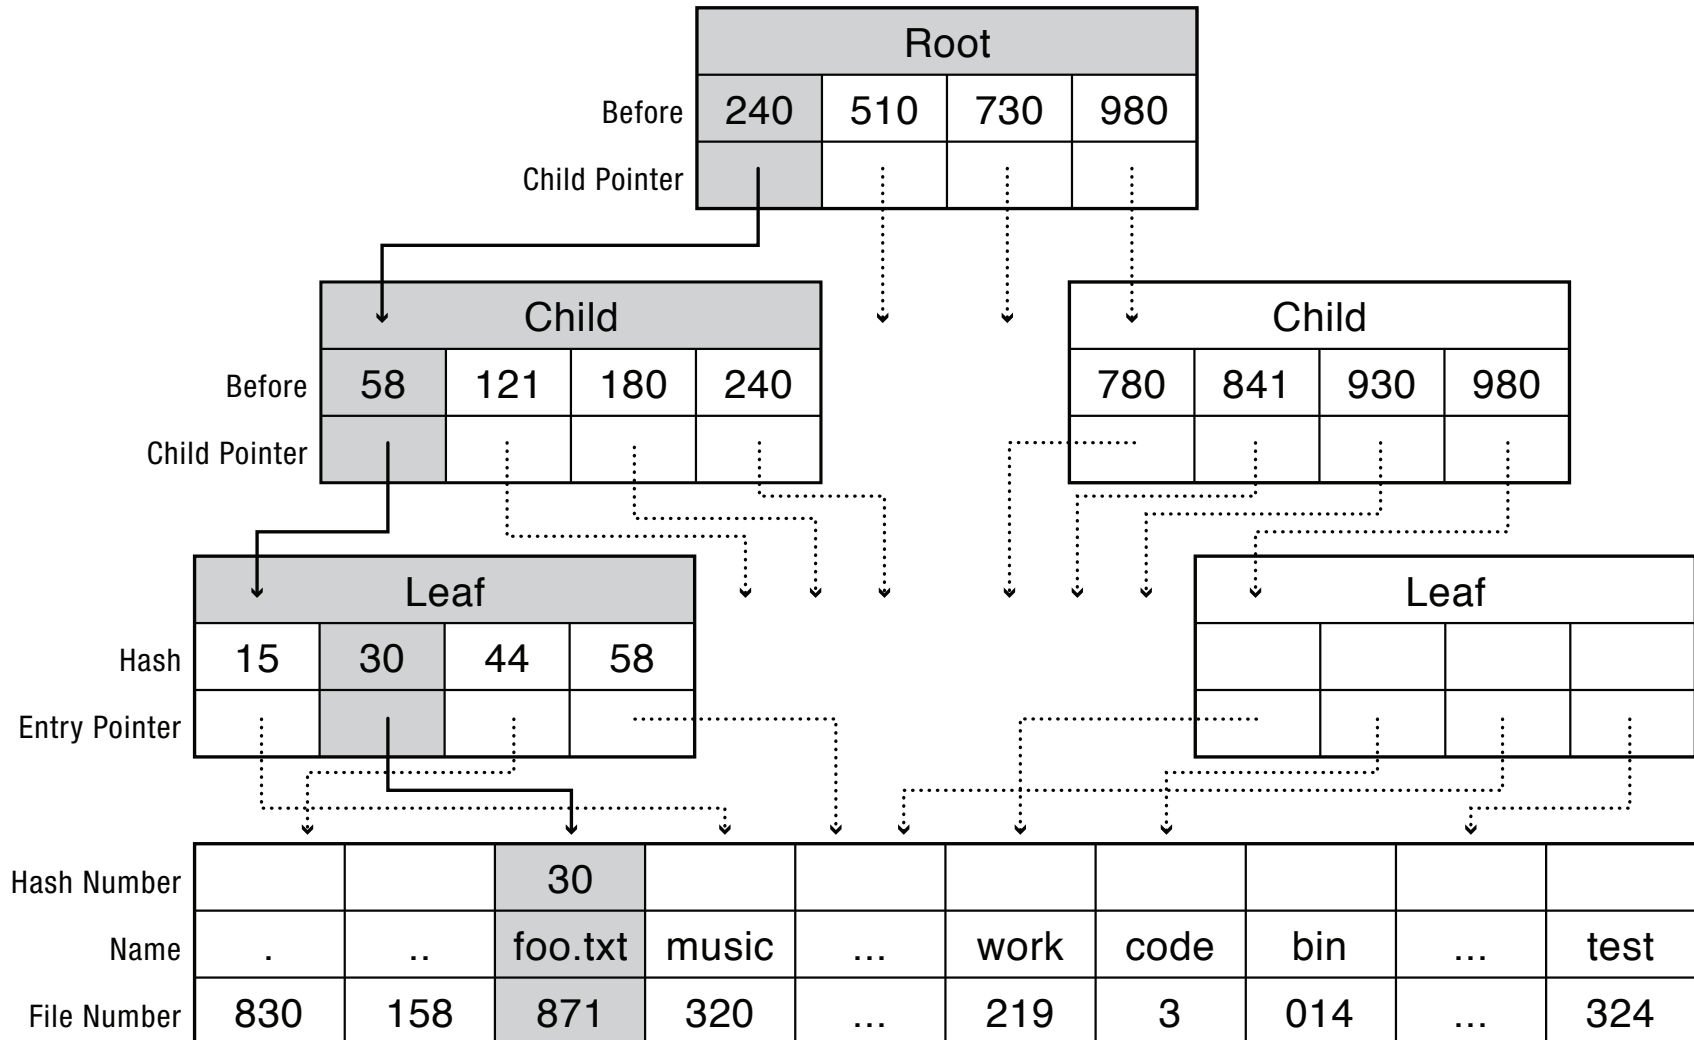 Root
Before 240 510 730 980
Child Pointer
Child Child
Before 58 121 180 240 780 841 930 980
Child Pointer
Leaf Leaf
Hash 15 30 44 58
Entry Pointer
Hash Number 30
Name . .. foo.txt music ... work code bin ... test
File Number 830 158 871 320 ... 219 3 014 ... 324